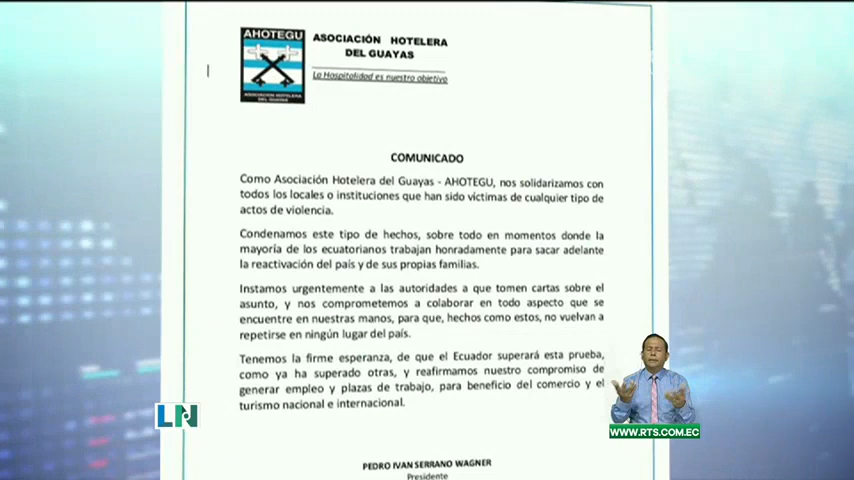 AHOTEGU
ASOCIACIÓN HOTELERA
DEL GUAYAS
La Hospitalidad es nuestro objetivo
ASOCIACION HOTELERA
DEL GUAYAS
COMUNICADO
Como Asociación Hotelera del Guayas - AHOTEGU, nos solidarizamos con
todos los locales o instituciones que han sido víctimas de cualquier tipo de
actos de violencia.
Condenamos este tipo de hechos, sobre todo en momentos donde la
mayoría de los ecuatorianos trabajan honradamente para sacar adelante
la reactivación del país y de sus propias familias.
Instamos urgentemente a las autoridades a que tomen cartas sobre el
asunto, y nos comprometemos a colaborar en todo aspecto que se
encuentre en nuestras manos, para que, hechos como estos, no vuelvan a
repetirse en ningún lugar del país.
Tenemos la firme esperanza, de que el Ecuador superará esta prueba,
como ya ha superado otras, y reafirmamos nuestro compromiso de
generar empleo y plazas de trabajo, para beneficio del comercio y el
turismo nacional e internacional.
LN
WWW.RTS.COM.EC
PEDRO IVAN SERRANO WAGNER
Presidente